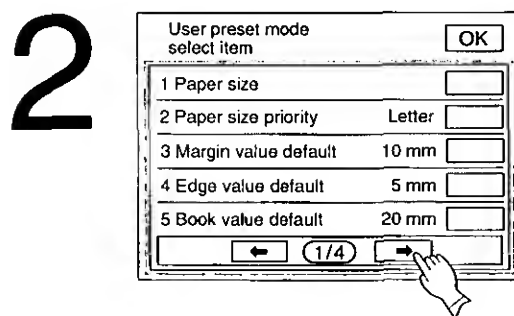 2
User preset mode
select item
OK
1 Paper size
2 Paper size priority Letter
3 Margin value default 10 mm
4 Edge value default 5 mm
5 Book value default 20 mm
← 1/4 →